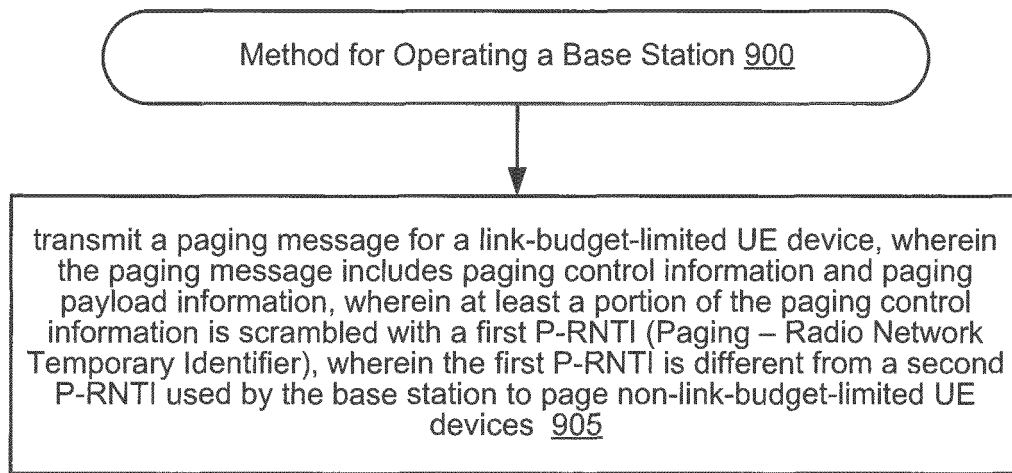 Method for Operating a Base Station 900
transmit a paging message for a link-budget-limited UE device, wherein
the paging message includes paging control information and paging
payload information, wherein at least a portion of the paging control
information is scrambled with a first P-RNTI (Paging – Radio Network
Temporary Identifier), wherein the first P-RNTI is different from a second
P-RNTI used by the base station to page non-link-budget-limited UE
devices 905